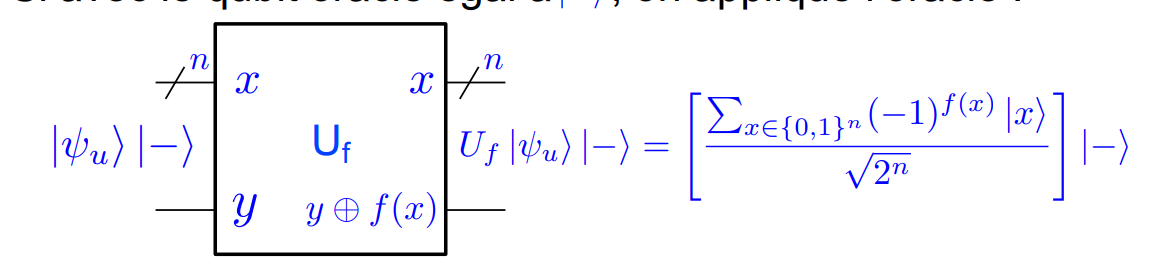 n x x n
|ψ_u⟩ |−⟩ U_f U_f |ψ_u⟩ |−⟩ = [ ∑_{x∈{0,1}^n} (−1)^{f(x)} |x⟩ / √2^n ] |−⟩
y y ⊕ f(x)